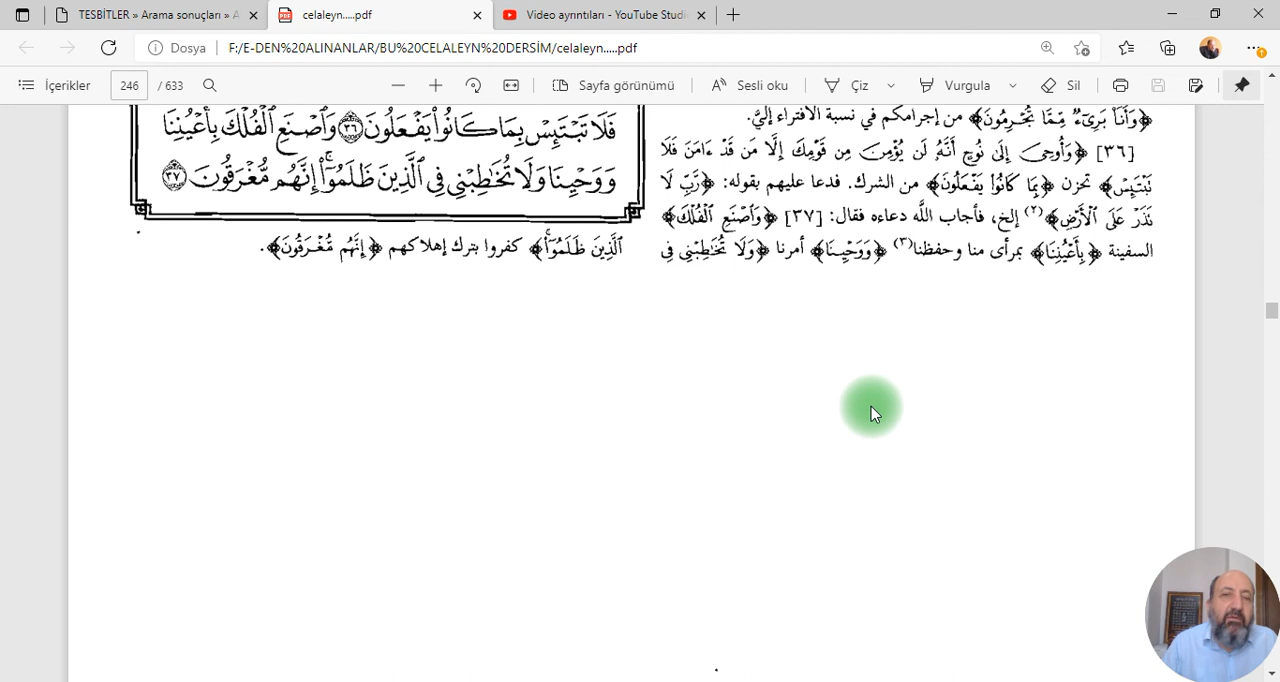 TESBİTLER » Arama sonuçları » A
celaleyn.....pdf
Video ayrıntıları - YouTube Studi
Dosya
F:/E-DEN%20ALINANLAR/BU%20CELALEYN%20DERSİM/celaleyn.....pdf
İçerikler
246 / 633
Sayfa görünümü
Sesli oku
Çiz
Vurgula
Sil
فَلَا تَبْتَئِسْ بِمَا كَانُوا۟ يَفْعَلُونَ ٣٦ وَٱصْنَعِ ٱلْفُلْكَ بِأَعْيُنِنَا
وَوَحْيِنَا وَلَا تُخَٰطِبْنِى فِى ٱلَّذِينَ ظَلَمُوٓا۟ إِنَّهُم مُّغْرَقُونَ ٣٧
﴿وَأَنَا۠ بَرِىٓءٌ مِّمَّا تُجْرِمُونَ﴾ من إجرامكم في نسبة الافتراء إليَّ.
[٣٦] ﴿وَأُوحِىَ إِلَىٰ نُوحٍ أَنَّهُۥ لَن يُؤْمِنَ مِن قَوْمِكَ إِلَّا مَن قَدْ ءَامَنَ فَلَا
نَبْتَئِسْ﴾ تحزن ﴿بِمَا كَانُوا۟ يَفْعَلُونَ﴾ من الشرك. فدعا عليهم بقوله: ﴿رَّبِّ لَا
نَذَرْ عَلَى ٱلْأَرْضِ﴾(٢) إلخ، فأجاب اللَّه دعاءه فقال: [٣٧] ﴿وَٱصْنَعِ ٱلْفُلْكَ﴾
السفينة ﴿بِأَعْيُنِنَا﴾ بمرأى منا وحفظنا(٣) ﴿وَوَحْيِنَا﴾ أمرنا ﴿وَلَا تُخَٰطِبْنِى فِى
ٱلَّذِينَ ظَلَمُوٓا۟﴾ كفروا بترك إهلاكهم ﴿إِنَّهُم مُّغْرَقُونَ﴾.